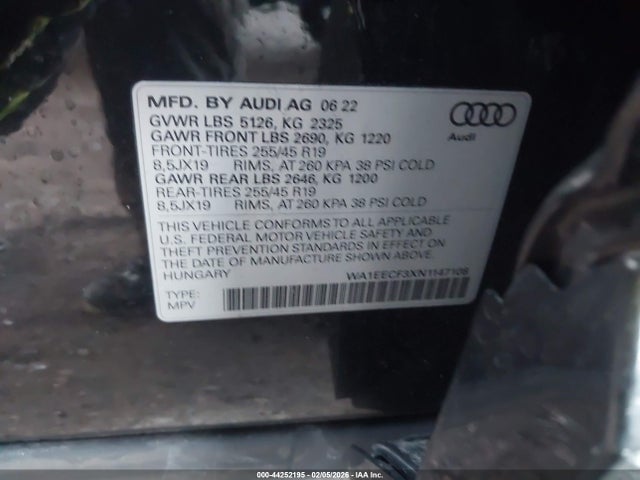 MFD. BY AUDI AG 06 22
GVWR LBS 5126, KG 2325
GAWR FRONT LBS 2690, KG 1220
FRONT-TIRES 255/45 R19
8,5JX19 RIMS, AT 260 KPA 38 PSI COLD
GAWR REAR LBS 2646, KG 1200
REAR-TIRES 255/45 R19
8,5JX19 RIMS, AT 260 KPA 38 PSI COLD
Audi
THIS VEHICLE CONFORMS TO ALL APPLICABLE
U.S. FEDERAL MOTOR VEHICLE SAFETY AND
THEFT PREVENTION STANDARDS IN EFFECT ON
THE DATE OF MANUFACTURE SHOWN ABOVE.
HUNGARY
WA1EECF3XN1147108
TYPE:
MPV
000-44252195 - 02/05/2026 - 000000